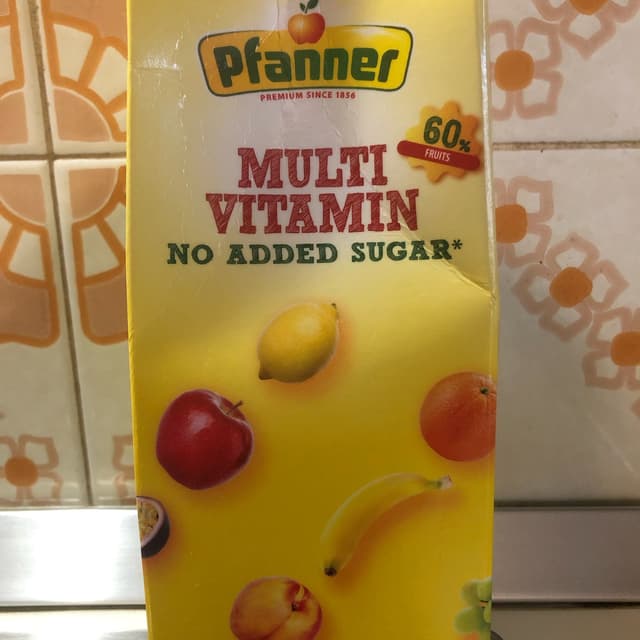 Pfanner
PREMIUM SINCE 1856
60%
FRUITS
MULTI
VITAMIN
NO ADDED SUGAR*